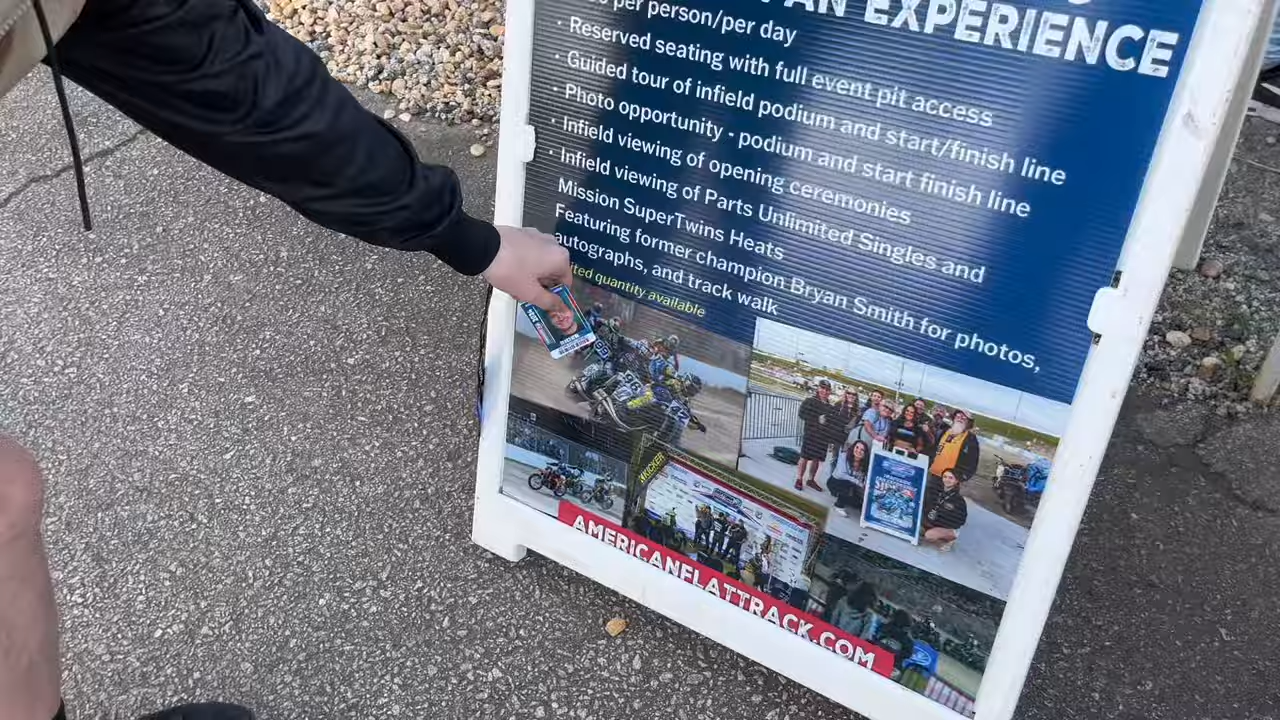 AN EXPERIENCE
per person/per day
· Reserved seating with full event pit access
· Guided tour of infield podium and start/finish line
· Photo opportunity - podium and start finish line
· Infield viewing of opening ceremonies
· Infield viewing of Parts Unlimited Singles and
Mission SuperTwins Heats
Featuring former champion Bryan Smith for photos,
autographs, and track walk
quantity available
KICKER
AMERICANFLATTRACK.COM